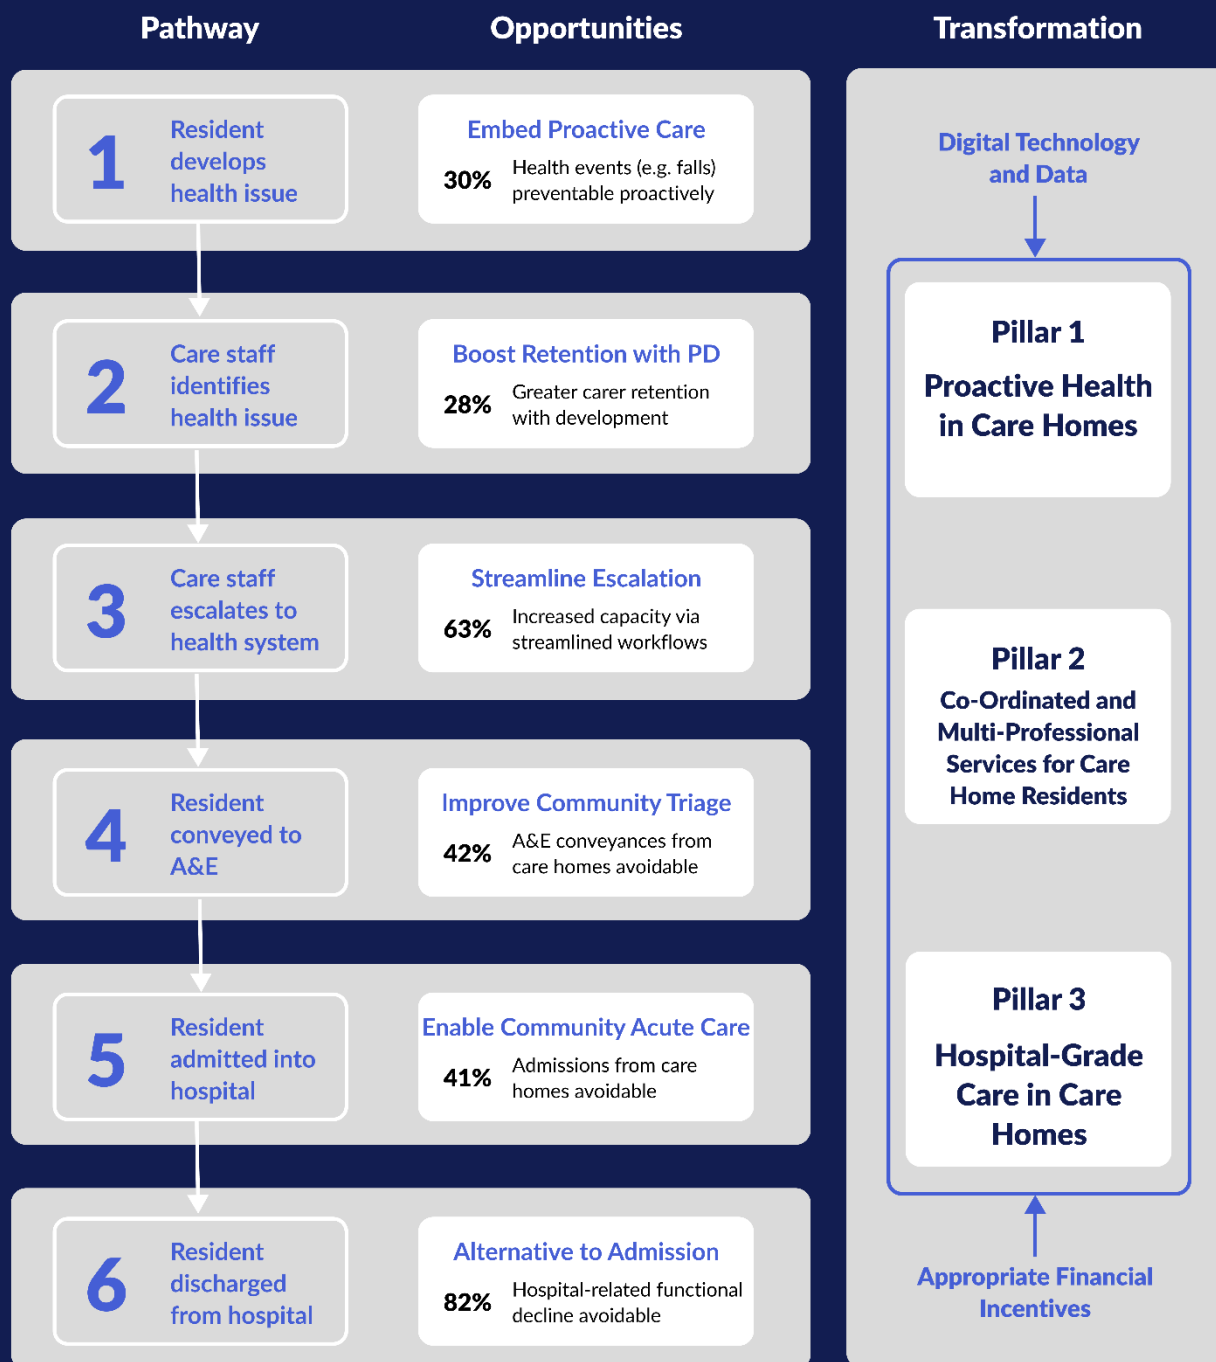 Pathway
Opportunities
Transformation
1
Resident
develops
health issue
Embed Proactive Care
30%
Health events (e.g. falls)
preventable proactively
2
Care staff
identifies
health issue
Boost Retention with PD
28%
Greater carer retention
with development
3
Care staff
escalates to
health system
Streamline Escalation
63%
Increased capacity via
streamlined workflows
4
Resident
conveyed to
A&E
Improve Community Triage
42%
A&E conveyances from
care homes avoidable
5
Resident
admitted into
hospital
Enable Community Acute Care
41%
Admissions from care
homes avoidable
6
Resident
discharged
from hospital
Alternative to Admission
82%
Hospital-related functional
decline avoidable
Digital Technology
and Data
Pillar 1
Proactive Health
in Care Homes
Pillar 2
Co-Ordinated and
Multi-Professional
Services for Care
Home Residents
Pillar 3
Hospital-Grade
Care in Care
Homes
Appropriate Financial
Incentives